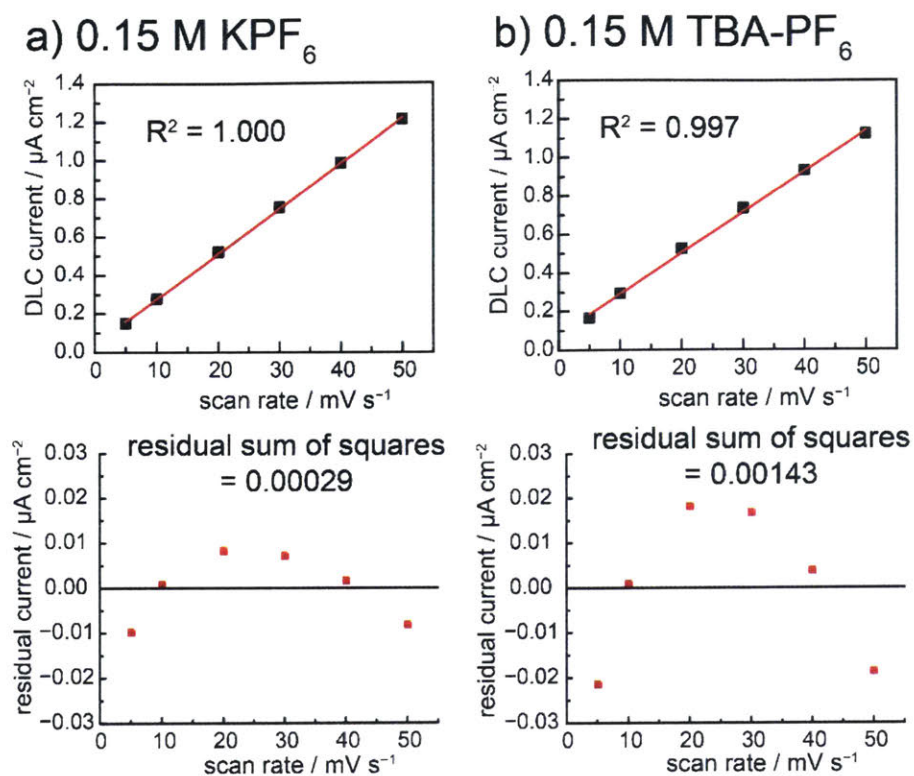 a) 0.15 M KPF₆
b) 0.15 M TBA-PF₆
DLC current / µA cm⁻²
1.4
1.2
1.0
0.8
0.6
0.4
0.2
0.0
R² = 1.000
0 10 20 30 40 50
scan rate / mV s⁻¹
DLC current / µA cm⁻²
1.4
1.2
1.0
0.8
0.6
0.4
0.2
0.0
R² = 0.997
0 10 20 30 40 50
scan rate / mV s⁻¹
residual current / µA cm⁻²
0.03
0.02
0.01
0.00
−0.01
−0.02
−0.03
residual sum of squares
= 0.00029
0 10 20 30 40 50
scan rate / mV s⁻¹
residual current / µA cm⁻²
0.03
0.02
0.01
0.00
−0.01
−0.02
−0.03
residual sum of squares
= 0.00143
0 10 20 30 40 50
scan rate / mV s⁻¹